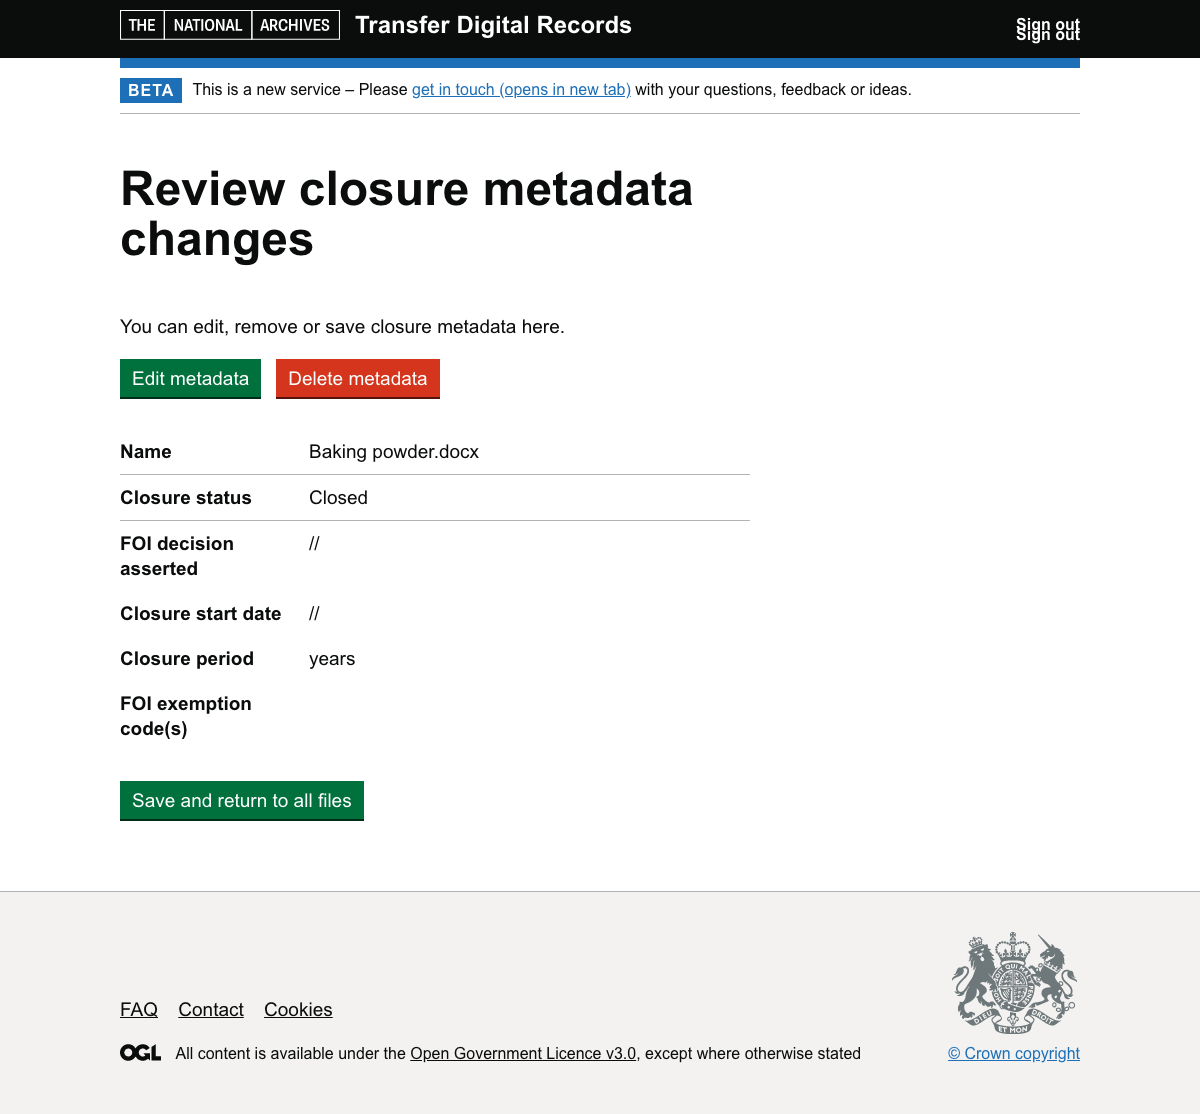 THE NATIONAL ARCHIVES Transfer Digital Records Sign out
Sign out
BETA This is a new service – Please get in touch (opens in new tab) with your questions, feedback or ideas.
Review closure metadata
changes
You can edit, remove or save closure metadata here.
Edit metadata Delete metadata
Name Baking powder.docx
Closure status Closed
FOI decision //
asserted
Closure start date //
Closure period years
FOI exemption
code(s)
Save and return to all files
FAQ Contact Cookies
DIEU ET MON DROIT
OGL All content is available under the Open Government Licence v3.0, except where otherwise stated
© Crown copyright